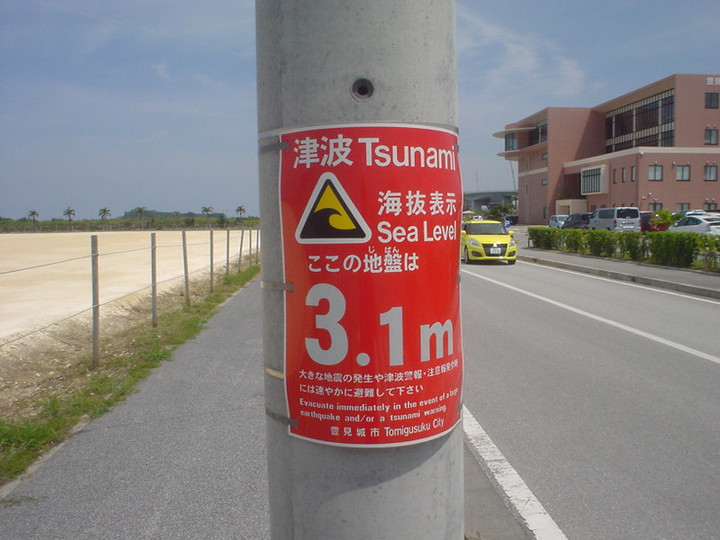 津波 Tsunami
海抜表示
Sea Level
じばん
ここの地盤は
3.1m
大きな地震の発生や津波警報・注意報発令時
には速やかに避難して下さい
Evacuate immediately in the event of a large
earthquake and/or a tsunami warning
豊見城市 Tomigusuku City